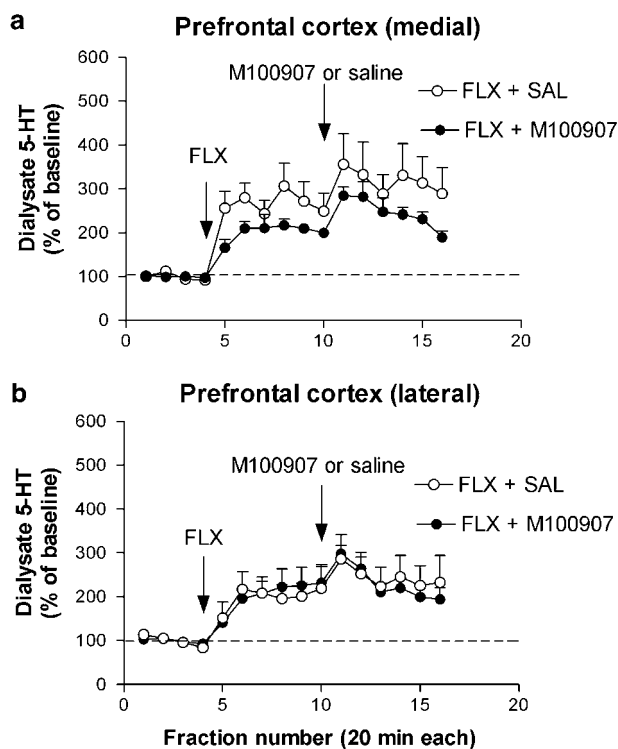 a
Prefrontal cortex (medial)
Dialysate 5-HT
(% of baseline)
600
500
400
300
200
100
0
M100907 or saline
FLX
FLX + SAL
FLX + M100907
0 5 10 15 20
b
Prefrontal cortex (lateral)
Dialysate 5-HT
(% of baseline)
600
500
400
300
200
100
0
M100907 or saline
FLX
FLX + SAL
FLX + M100907
0 5 10 15 20
Fraction number (20 min each)